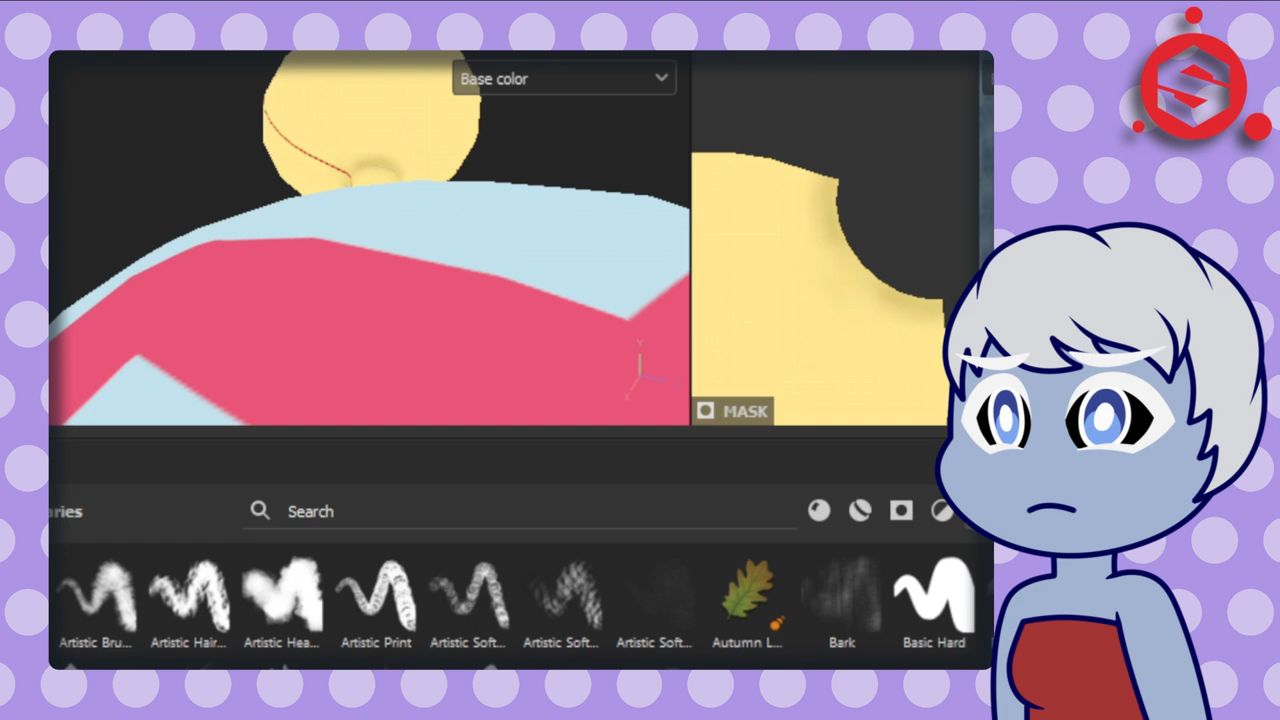 Base color
MASK
aries
Search
Artistic Bru...
Artistic Hair...
Artistic Hea...
Artistic Print
Artistic Soft...
Artistic Soft...
Artistic Soft...
Autumn L...
Bark
Basic Hard